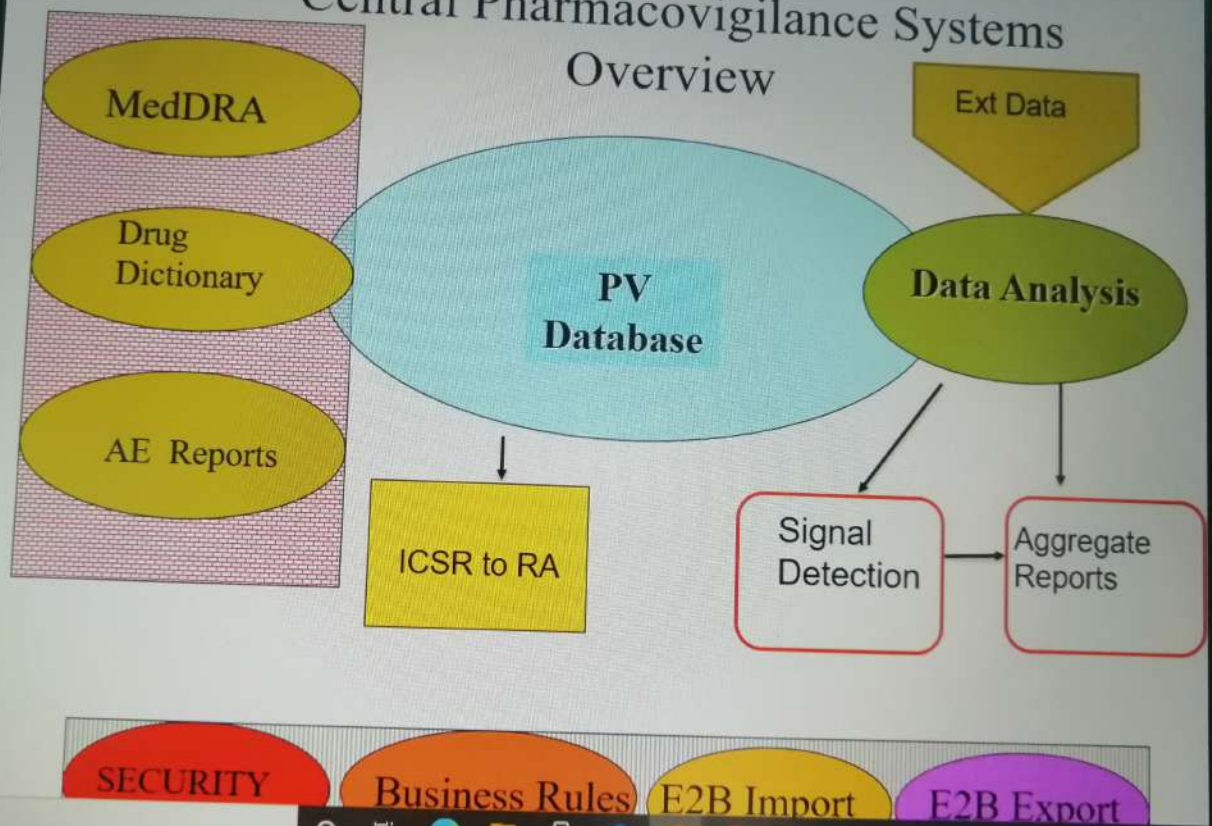 Central Pharmacovigilance Systems
Overview
MedDRA
Ext Data
Drug
Dictionary
PV
Database
Data Analysis
AE Reports
ICSR to RA
Signal
Detection
Aggregate
Reports
SECURITY
Business Rules
E2B Import
E2B Export